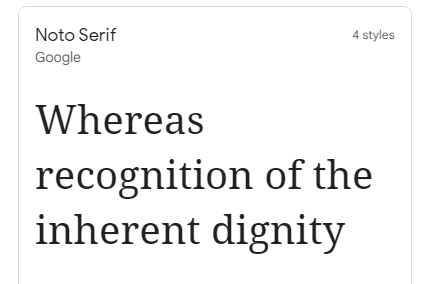 Noto Serif
4 styles
Google
Whereas
recognition of the
inherent dignity